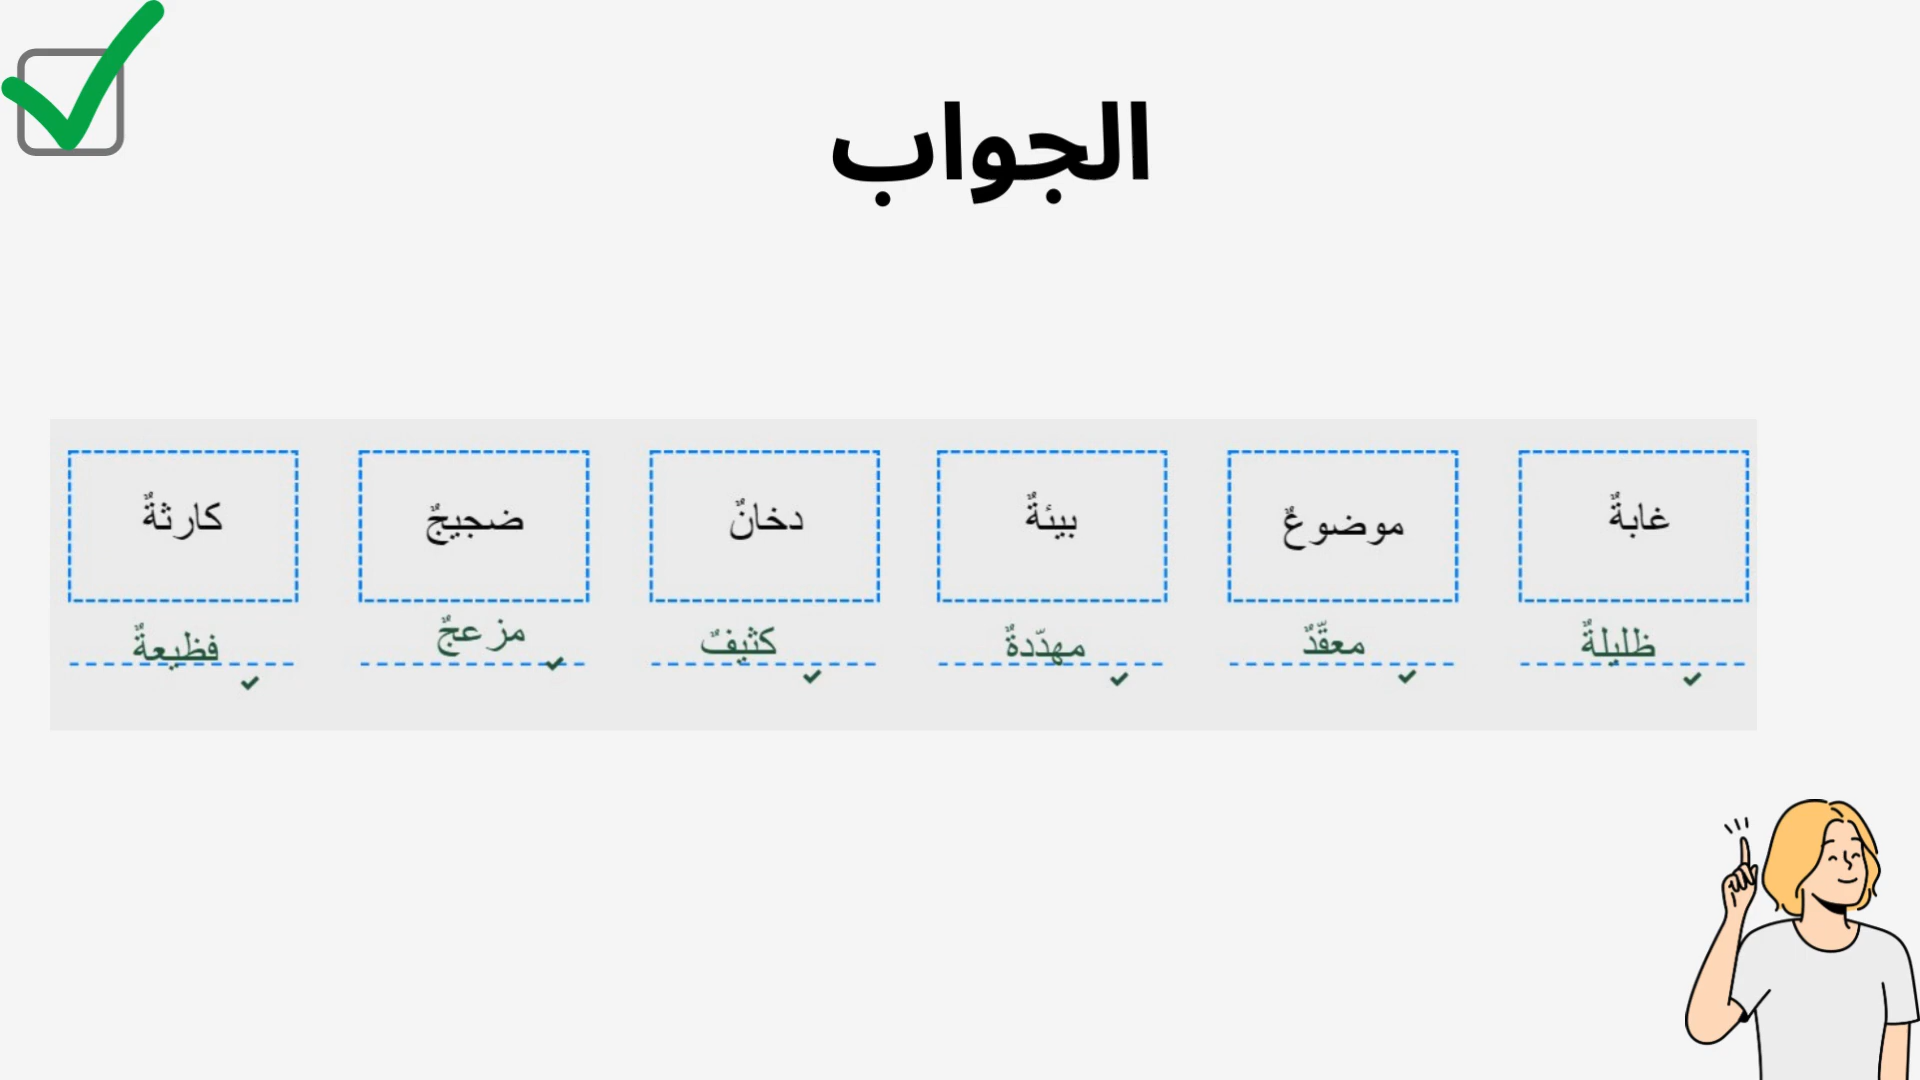 الجواب
غابةٌ موضوعٌ بيئةٌ دخانٌ ضجيجٌ كارثةٌ
ظليلةٌ معقّدٌ مهدّدةٌ كثيفٌ مزعجٌ فظيعةٌ